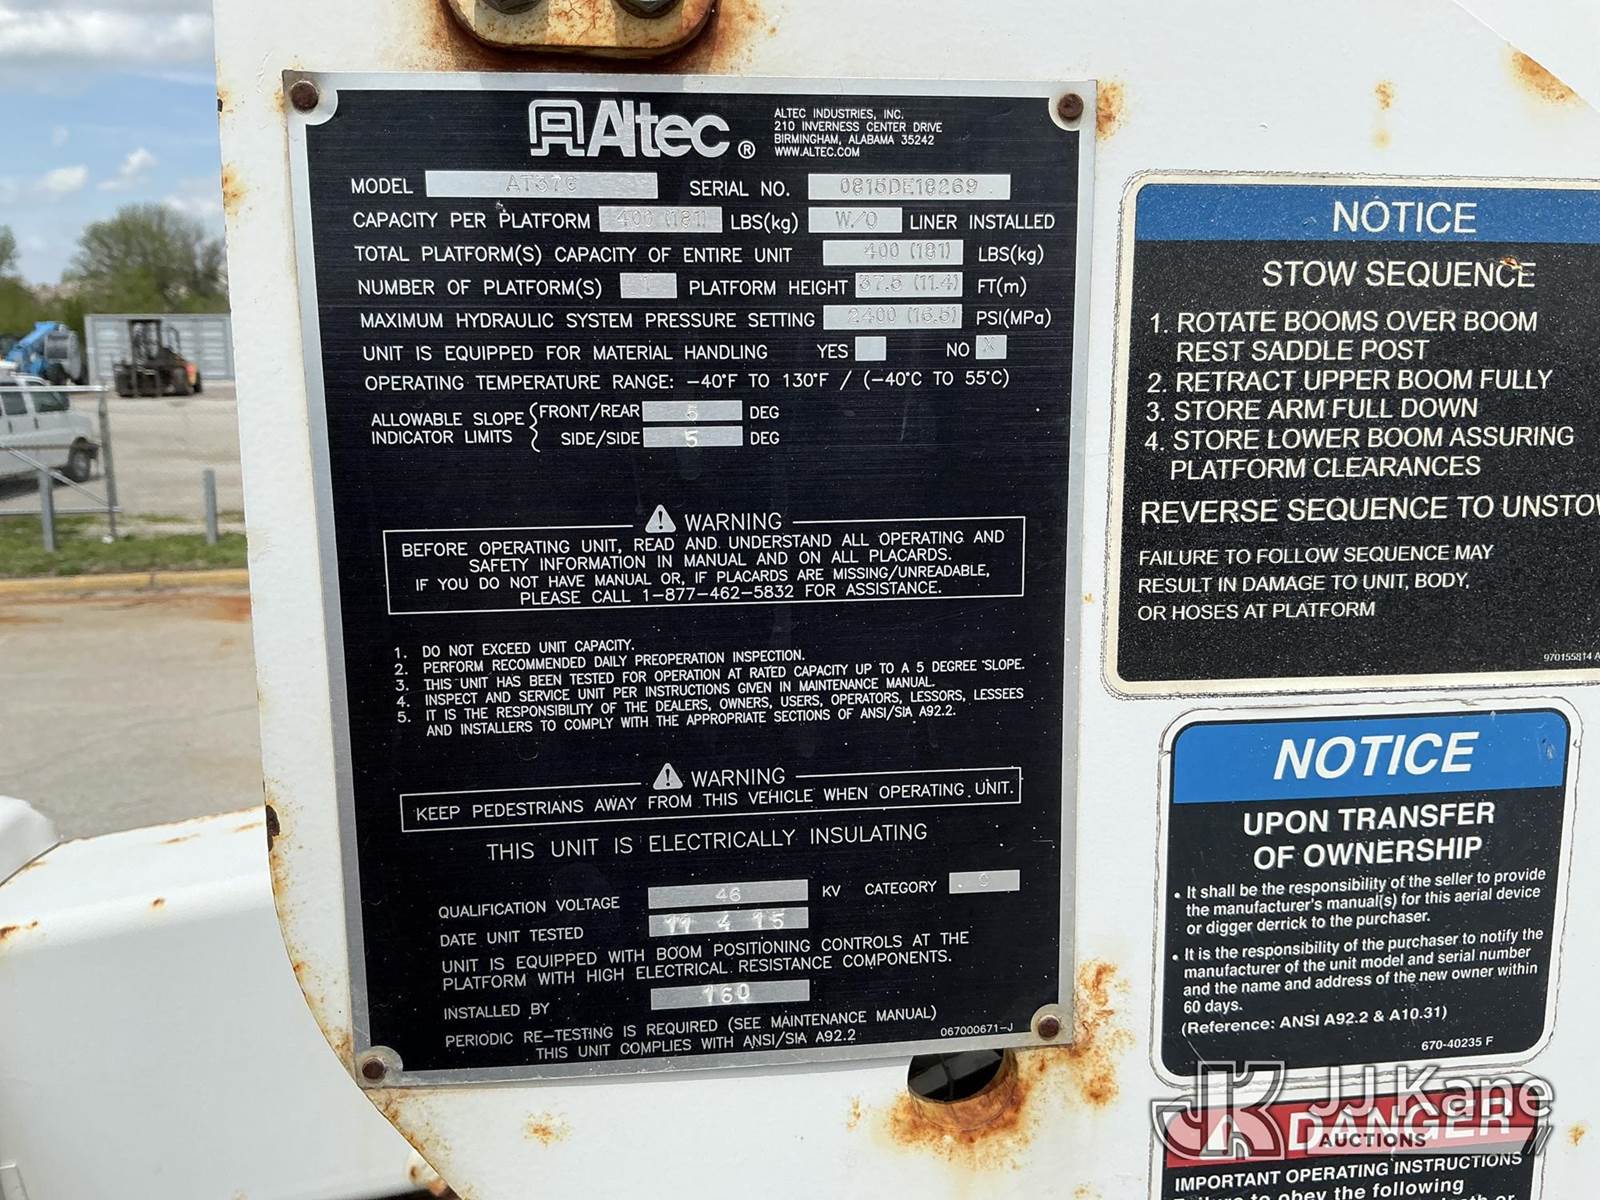 Altec®
ALTEC INDUSTRIES, INC.
210 INVERNESS CENTER DRIVE
BIRMINGHAM, ALABAMA 35242
WWW.ALTEC.COM
MODEL AT37G SERIAL NO. 0815DE18269
CAPACITY PER PLATFORM 400 (181) LBS(kg) W/O LINER INSTALLED
TOTAL PLATFORM(S) CAPACITY OF ENTIRE UNIT 400 (181) LBS(kg)
NUMBER OF PLATFORM(S) 1 PLATFORM HEIGHT 37.5 (11.4) FT(m)
MAXIMUM HYDRAULIC SYSTEM PRESSURE SETTING 2400 (16.5) PSI(MPa)
UNIT IS EQUIPPED FOR MATERIAL HANDLING YES NO X
OPERATING TEMPERATURE RANGE: -40°F TO 130°F / (-40°C TO 55°C)
ALLOWABLE SLOPE INDICATOR LIMITS
FRONT/REAR 5 DEG
SIDE/SIDE 5 DEG
WARNING
BEFORE OPERATING UNIT, READ AND UNDERSTAND ALL OPERATING AND
SAFETY INFORMATION IN MANUAL AND ON ALL PLACARDS.
IF YOU DO NOT HAVE MANUAL OR, IF PLACARDS ARE MISSING/UNREADABLE,
PLEASE CALL 1-877-462-5832 FOR ASSISTANCE.
1. DO NOT EXCEED UNIT CAPACITY.
2. PERFORM RECOMMENDED DAILY PREOPERATION INSPECTION.
3. THIS UNIT HAS BEEN TESTED FOR OPERATION AT RATED CAPACITY UP TO A 5 DEGREE SLOPE.
4. INSPECT AND SERVICE UNIT PER INSTRUCTIONS GIVEN IN MAINTENANCE MANUAL.
5. IT IS THE RESPONSIBILITY OF THE DEALERS, OWNERS, USERS, OPERATORS, LESSORS, LESSEES
AND INSTALLERS TO COMPLY WITH THE APPROPRIATE SECTIONS OF ANSI/SIA A92.2.
WARNING
KEEP PEDESTRIANS AWAY FROM THIS VEHICLE WHEN OPERATING UNIT.
THIS UNIT IS ELECTRICALLY INSULATING
QUALIFICATION VOLTAGE 46 KV CATEGORY C
DATE UNIT TESTED 11 4 15
UNIT IS EQUIPPED WITH BOOM POSITIONING CONTROLS AT THE
PLATFORM WITH HIGH ELECTRICAL RESISTANCE COMPONENTS.
INSTALLED BY 160
PERIODIC RE-TESTING IS REQUIRED (SEE MAINTENANCE MANUAL)
THIS UNIT COMPLIES WITH ANSI/SIA A92.2
067000671-J
NOTICE
STOW SEQUENCE
1. ROTATE BOOMS OVER BOOM
REST SADDLE POST
2. RETRACT UPPER BOOM FULLY
3. STORE ARM FULL DOWN
4. STORE LOWER BOOM ASSURING
PLATFORM CLEARANCES
REVERSE SEQUENCE TO UNSTOW
FAILURE TO FOLLOW SEQUENCE MAY
RESULT IN DAMAGE TO UNIT, BODY,
OR HOSES AT PLATFORM
970155814 A
NOTICE
UPON TRANSFER
OF OWNERSHIP
• It shall be the responsibility of the seller to provide
the manufacturer's manual(s) for this aerial device
or digger derrick to the purchaser.
• It is the responsibility of the purchaser to notify the
manufacturer of the unit model and serial number
and the name and address of the new owner within
60 days.
(Reference: ANSI A92.2 & A10.31)
670-40235 F
JK JJ Kane
AUCTIONS
DANGER
IMPORTANT OPERATING INSTRUCTIONS
Failure to obey the following